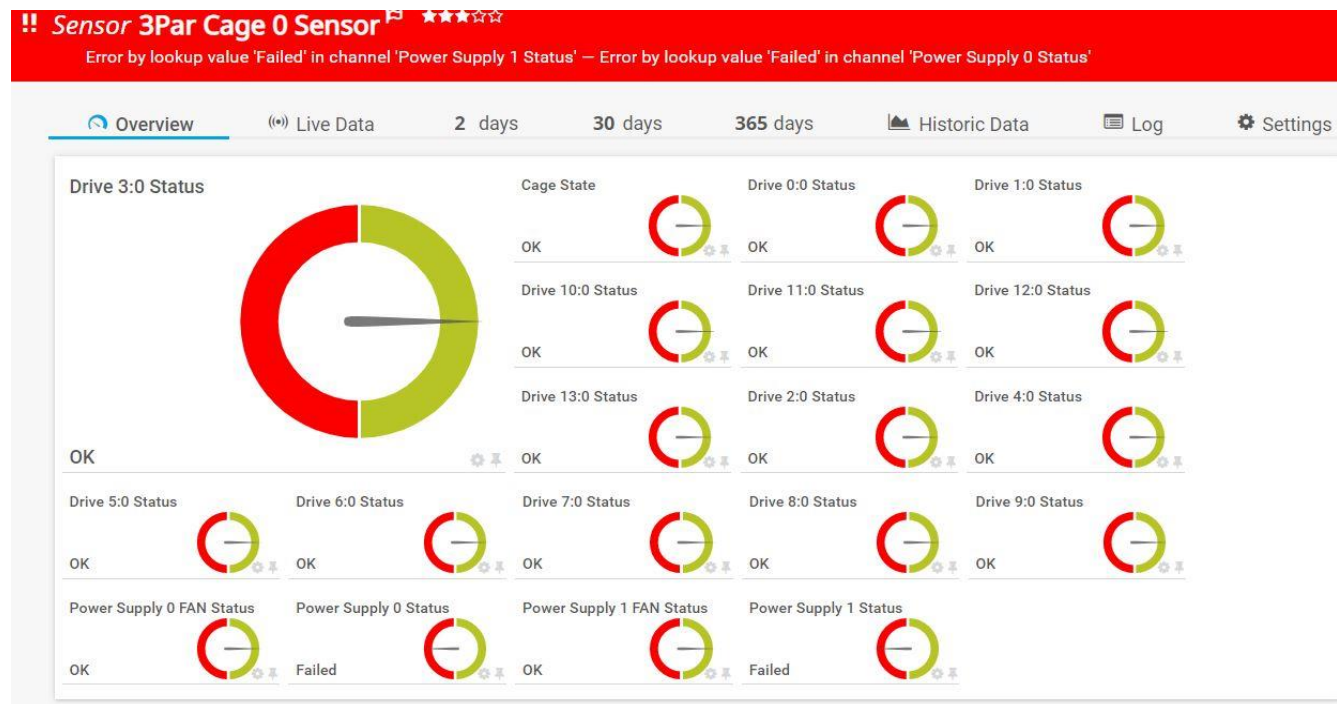 !! Sensor 3Par Cage 0 Sensor
Error by lookup value 'Failed' in channel 'Power Supply 1 Status' — Error by lookup value 'Failed' in channel 'Power Supply 0 Status'
Overview Live Data 2 days 30 days 365 days Historic Data Log Settings
Drive 3:0 Status
OK
Cage State Drive 0:0 Status Drive 1:0 Status
OK OK OK
Drive 10:0 Status Drive 11:0 Status Drive 12:0 Status
OK OK OK
Drive 13:0 Status Drive 2:0 Status Drive 4:0 Status
OK OK OK
Drive 5:0 Status Drive 6:0 Status Drive 7:0 Status Drive 8:0 Status Drive 9:0 Status
OK OK OK OK OK
Power Supply 0 FAN Status Power Supply 0 Status Power Supply 1 FAN Status Power Supply 1 Status
OK Failed OK Failed